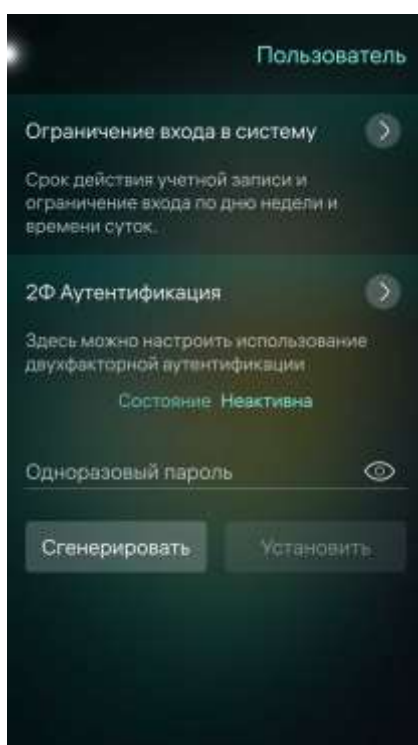 Пользователь
Ограничение входа в систему
Срок действия учетной записи и
ограничение входа по дню недели и
времени суток.
2Ф Аутентификация
Здесь можно настроить использование
двухфакторной аутентификации
Состояние Неактивна
Одноразовый пароль
Сгенерировать Установить